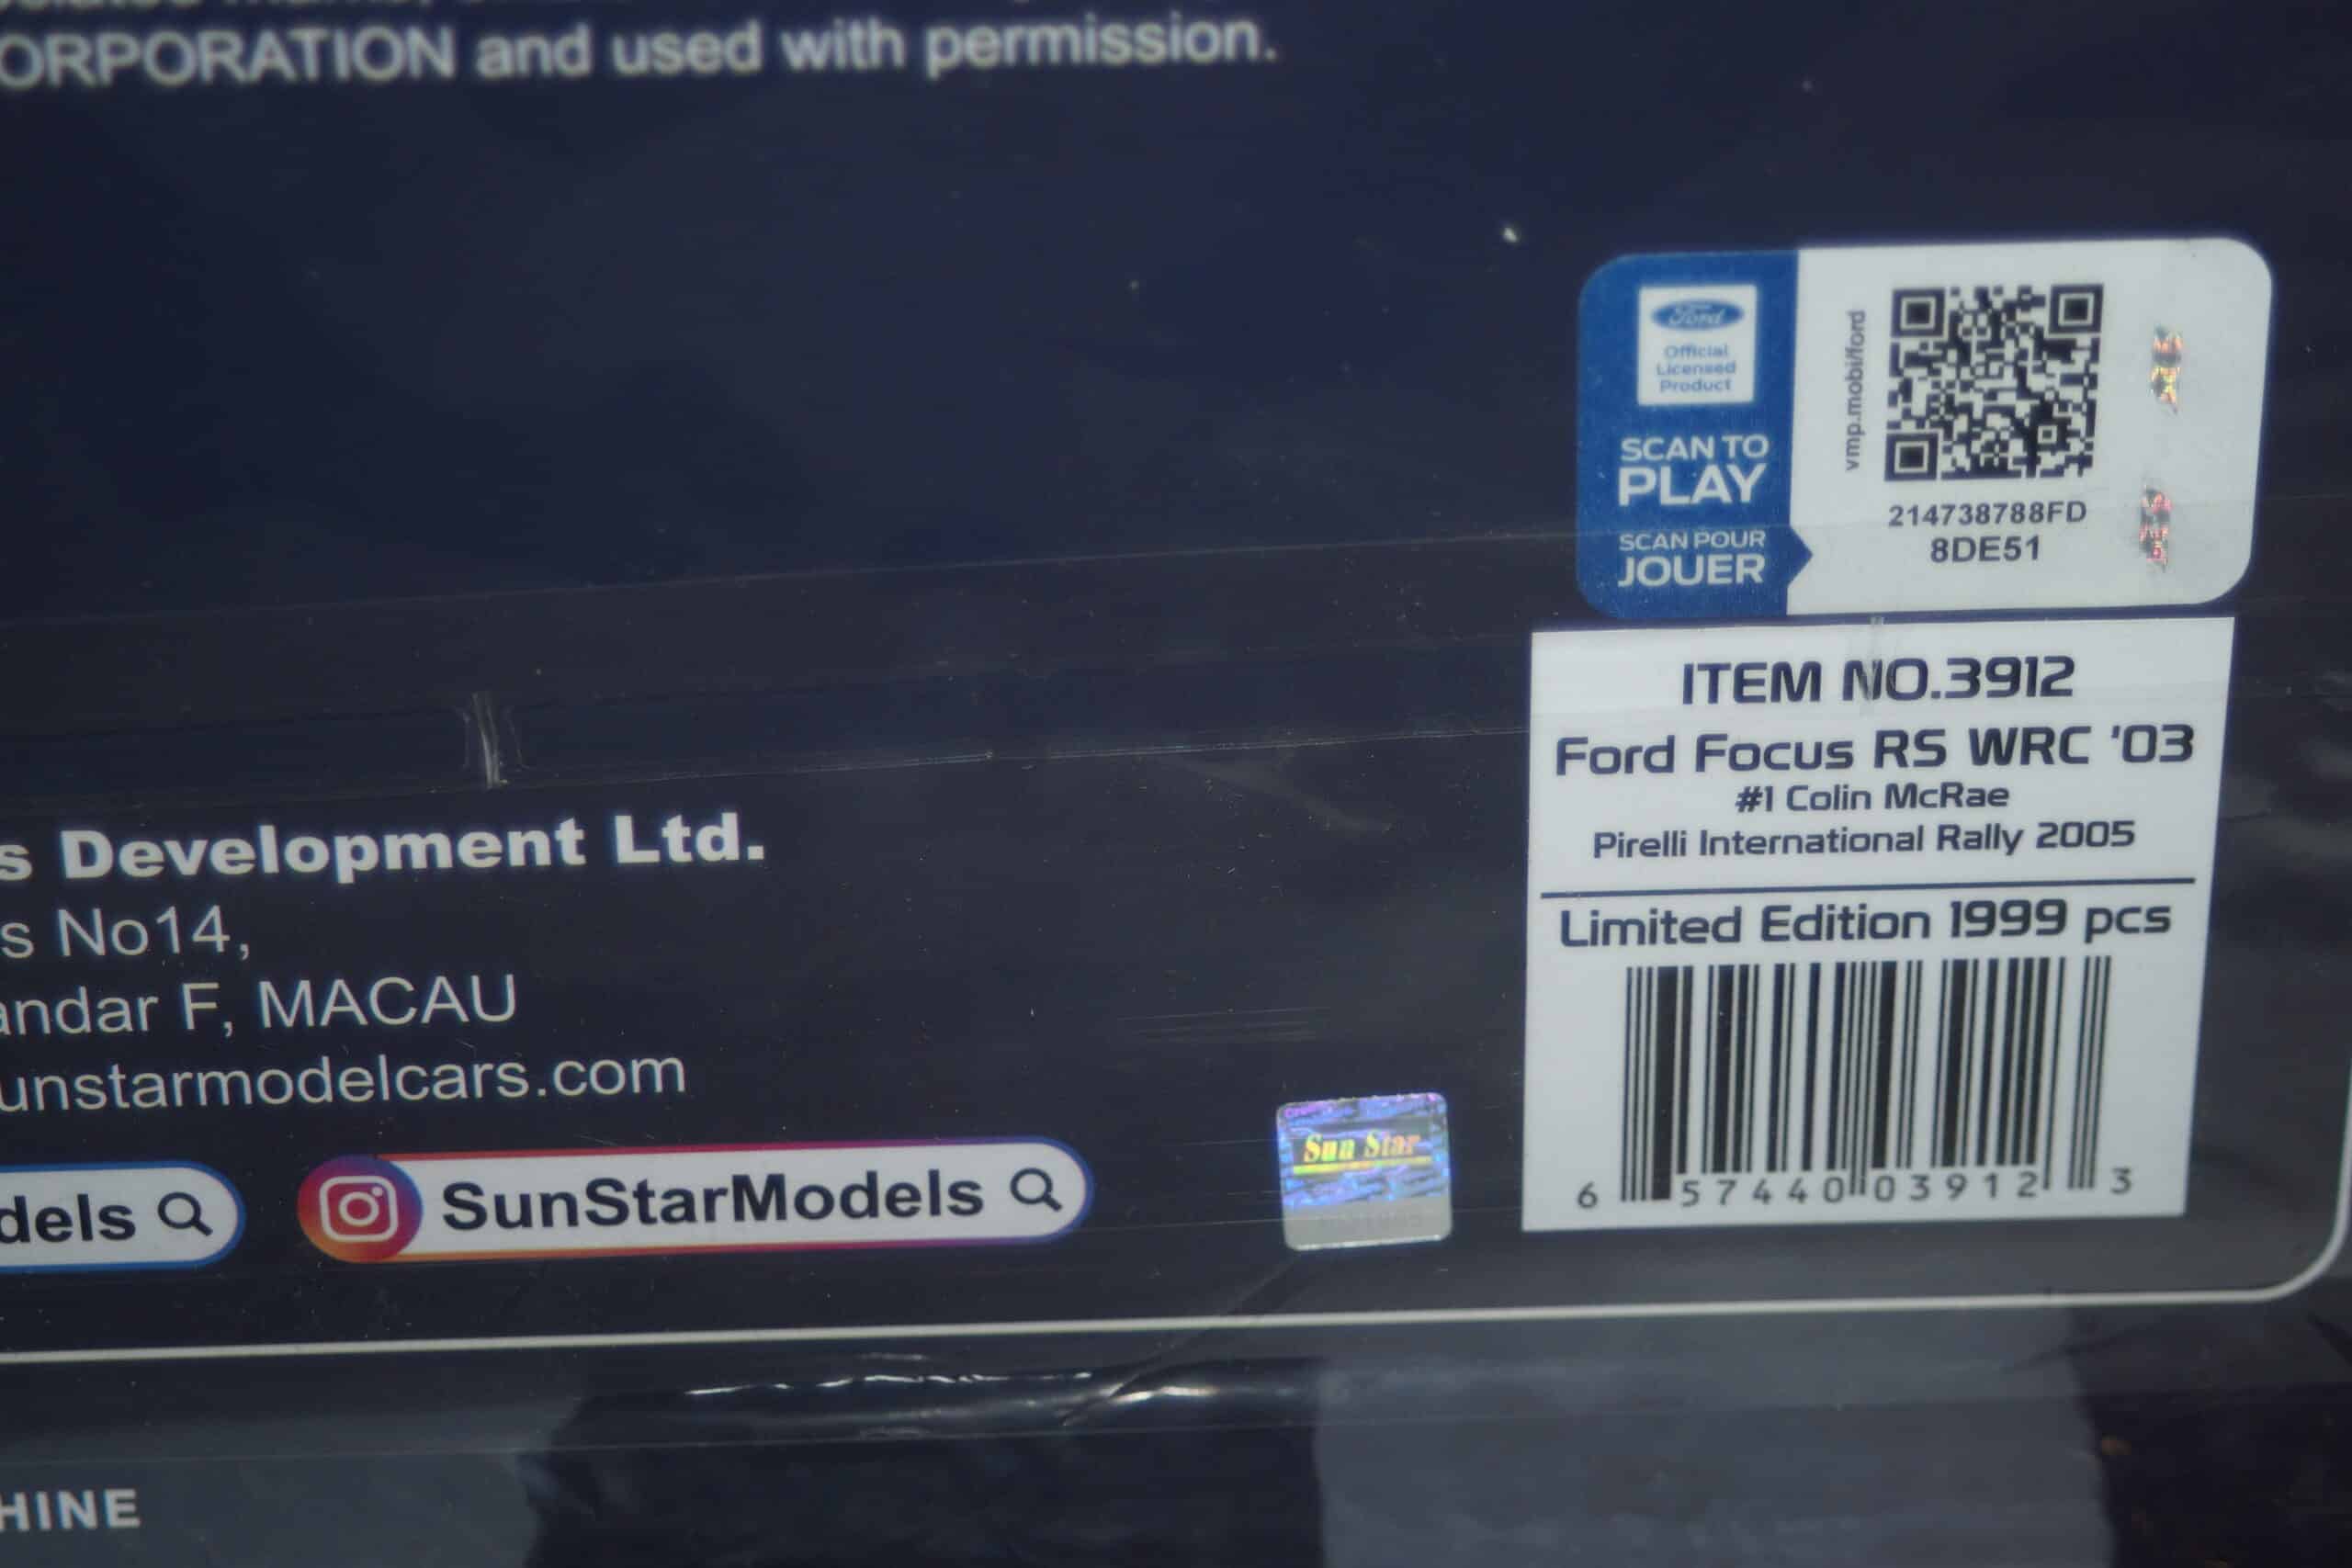 ORPORATION and used with permission.
Ford
Official
Licensed
Product
SCAN TO
PLAY
SCAN POUR
JOUER
vmp.mobi/ford
214738788FD
8DE51
ITEM NO.3912
Ford Focus RS WRC '03
#1 Colin McRae
Pirelli International Rally 2005
Limited Edition 1999 pcs
6 57440 03912 3
s Development Ltd.
s No14,
andar F, MACAU
unstarmodelcars.com
dels
SunStarModels
Sun Star
HINE